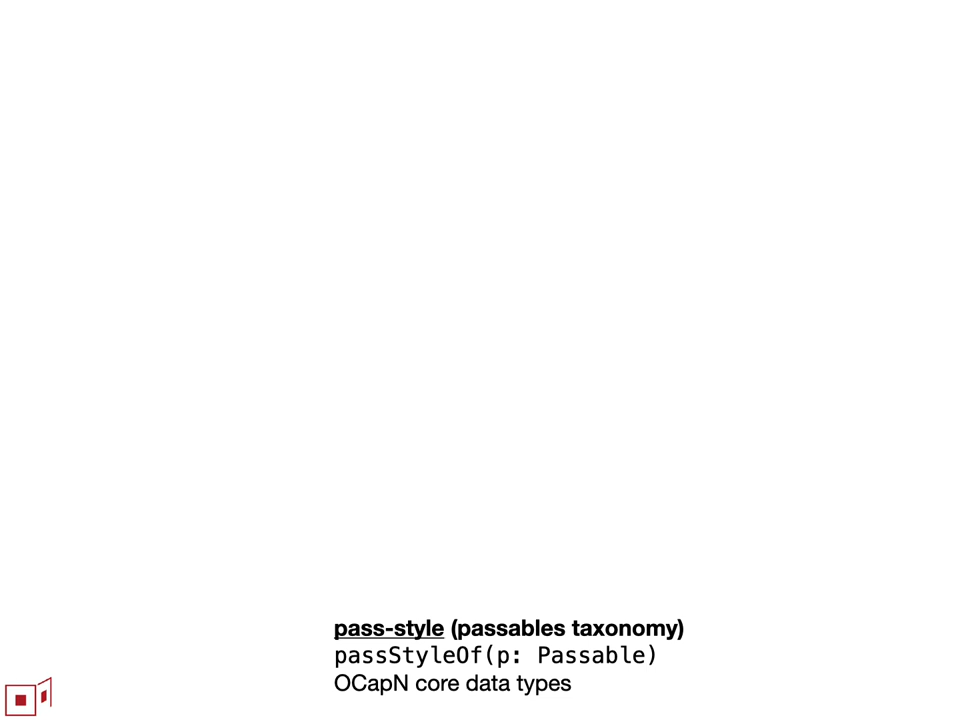 pass-style (passables taxonomy)
passStyleOf(p: Passable)
OCapN core data types